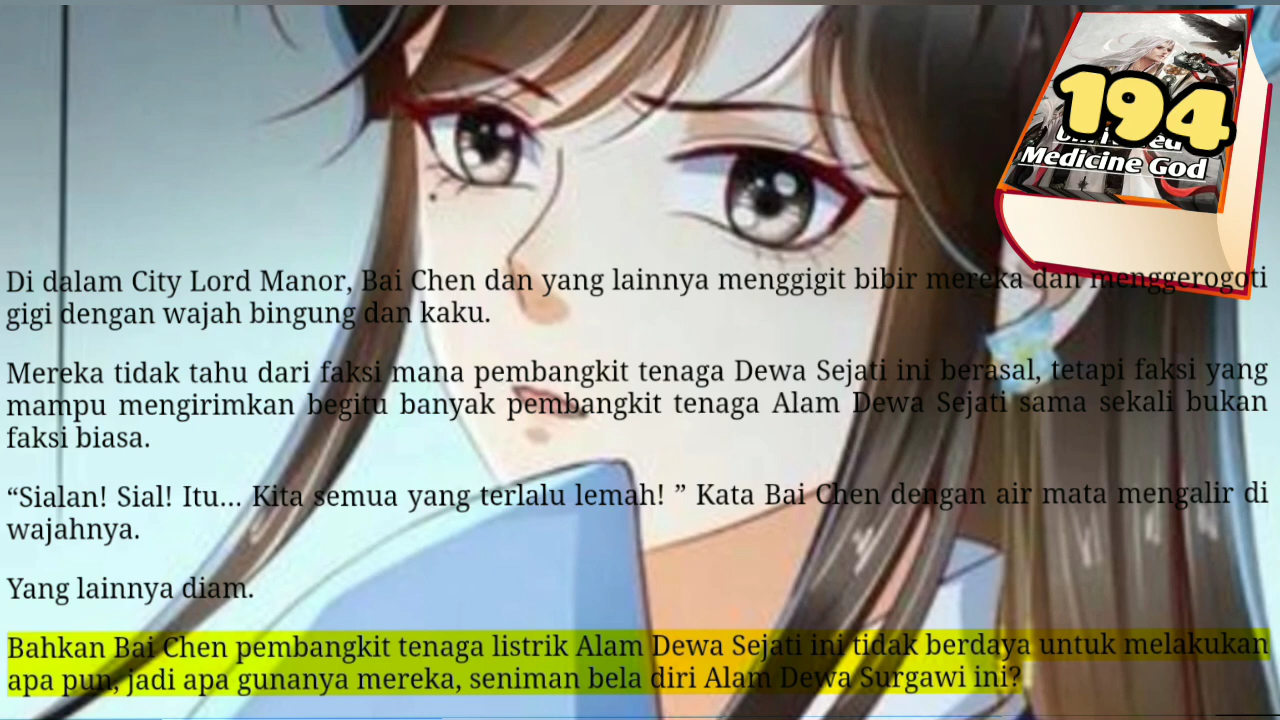 194
Medicine God
Di dalam City Lord Manor, Bai Chen dan yang lainnya menggigit bibir mereka dan menggerogoti
gigi dengan wajah bingung dan kaku.
Mereka tidak tahu dari faksi mana pembangkit tenaga Dewa Sejati ini berasal, tetapi faksi yang
mampu mengirimkan begitu banyak pembangkit tenaga Alam Dewa Sejati sama sekali bukan
faksi biasa.
“Sialan! Sial! Itu... Kita semua yang terlalu lemah! ” Kata Bai Chen dengan air mata mengalir di
wajahnya.
Yang lainnya diam.
Bahkan Bai Chen pembangkit tenaga listrik Alam Dewa Sejati ini tidak berdaya untuk melakukan
apa pun, jadi apa gunanya mereka, seniman bela diri Alam Dewa Surgawi ini?